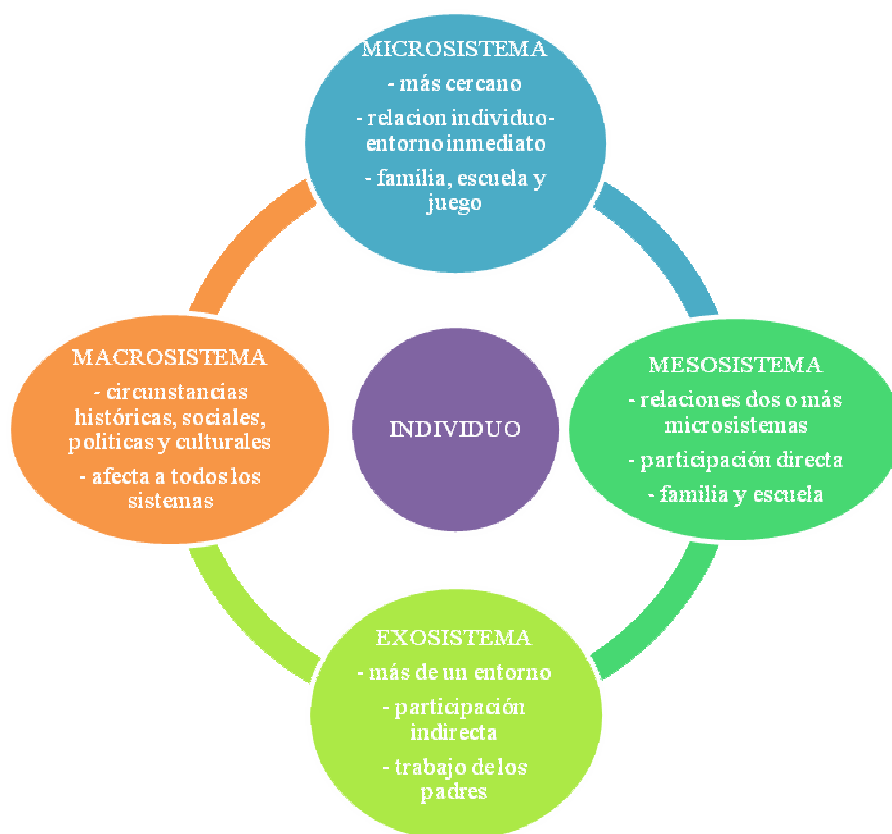 MICROSISTEMA
- más cercano
- relacion individuo-
entorno inmediato
- familia, escuela y
juego
MACROSISTEMA
- circunstancias
históricas, sociales,
políticas y culturales
- afecta a todos los
sistemas
INDIVIDUO
MESOSISTEMA
- relaciones dos o más
microsistemas
- participación directa
- familia y escuela
EXOSISTEMA
- más de un entorno
- participación
indirecta
- trabajo de los
padres